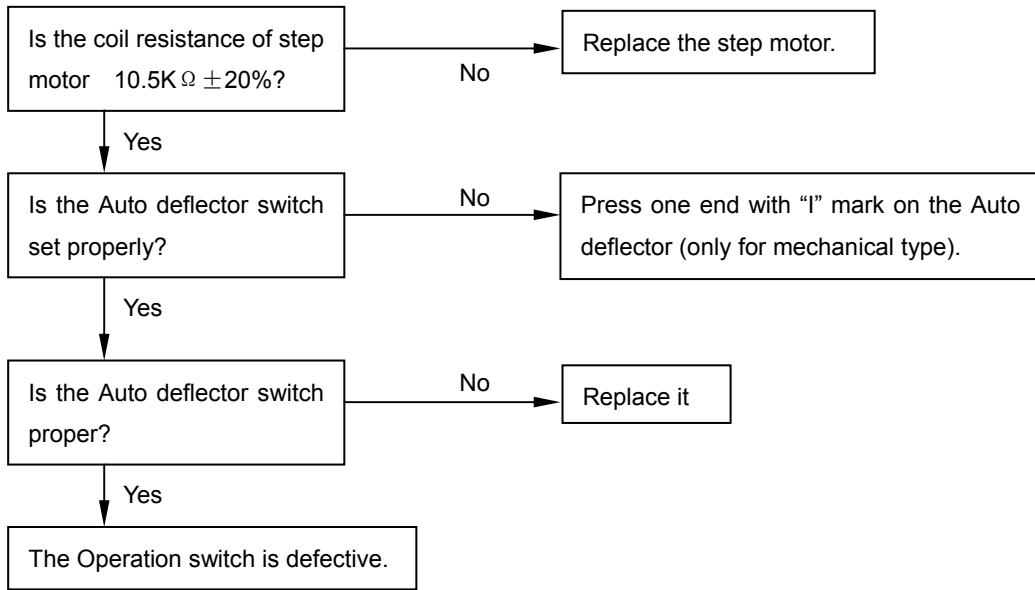 Is the coil resistance of step
motor 10.5KΩ±20%?
No
Replace the step motor.
Yes
Is the Auto deflector switch
set properly?
No
Press one end with “I” mark on the Auto
deflector (only for mechanical type).
Yes
Is the Auto deflector switch
proper?
No
Replace it
Yes
The Operation switch is defective.